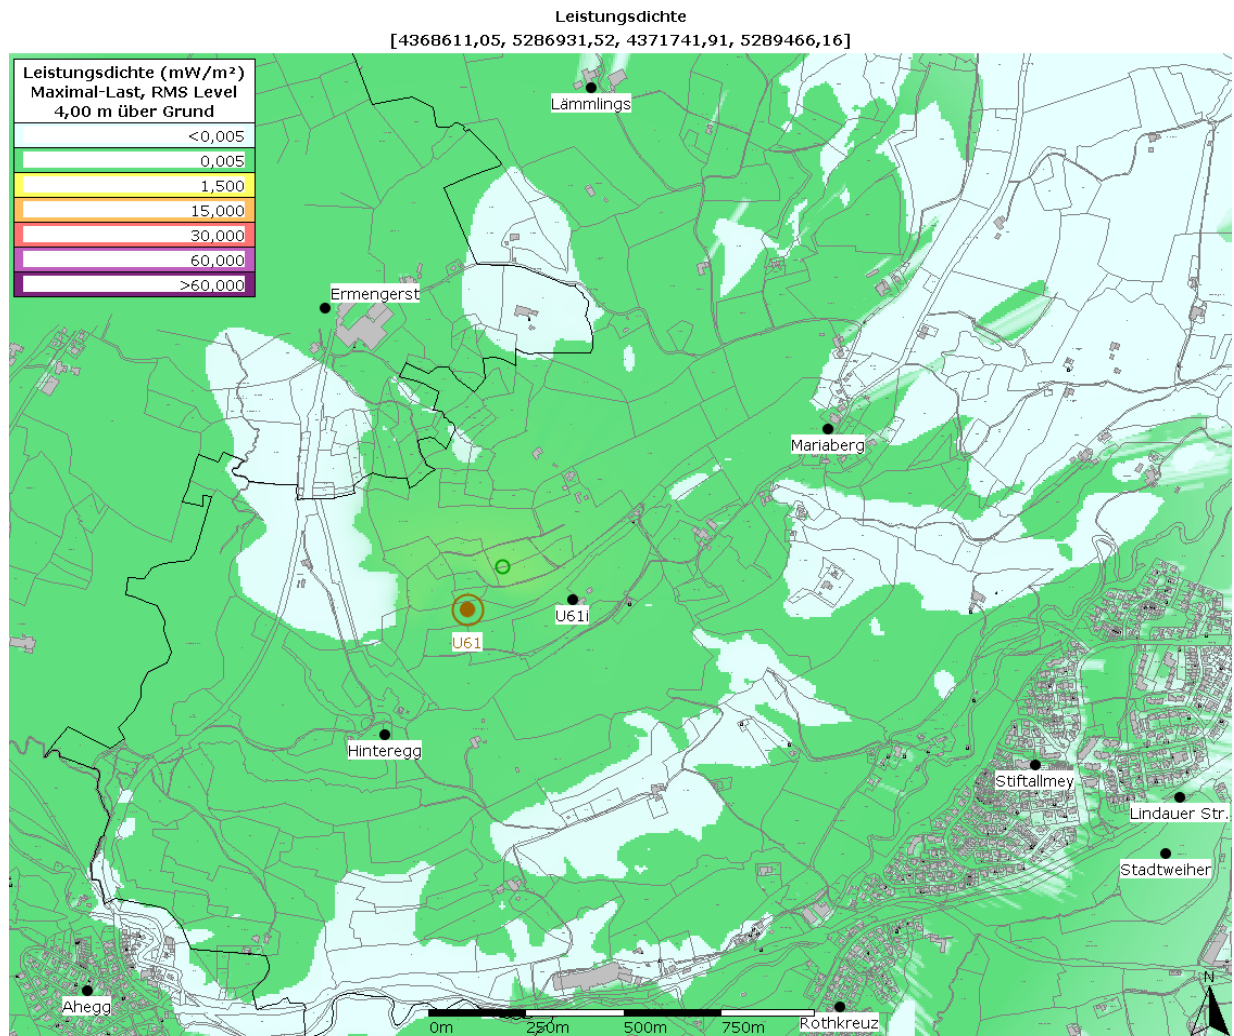 Leistungsdichte
[4368611,05, 5286931,52, 4371741,91, 5289466,16]
Leistungsdichte (mW/m²)
Maximal-Last, RMS Level
4,00 m über Grund
<0,005
0,005
1,500
15,000
30,000
60,000
>60,000
Lämmlings
Ermengerst
Mariaberg
U61i
U61
Hinteregg
Stiftallmey
Lindauer Str.
Stadtweiher
Ahegg
Rothkreuz
N
0m
250m
500m
750m